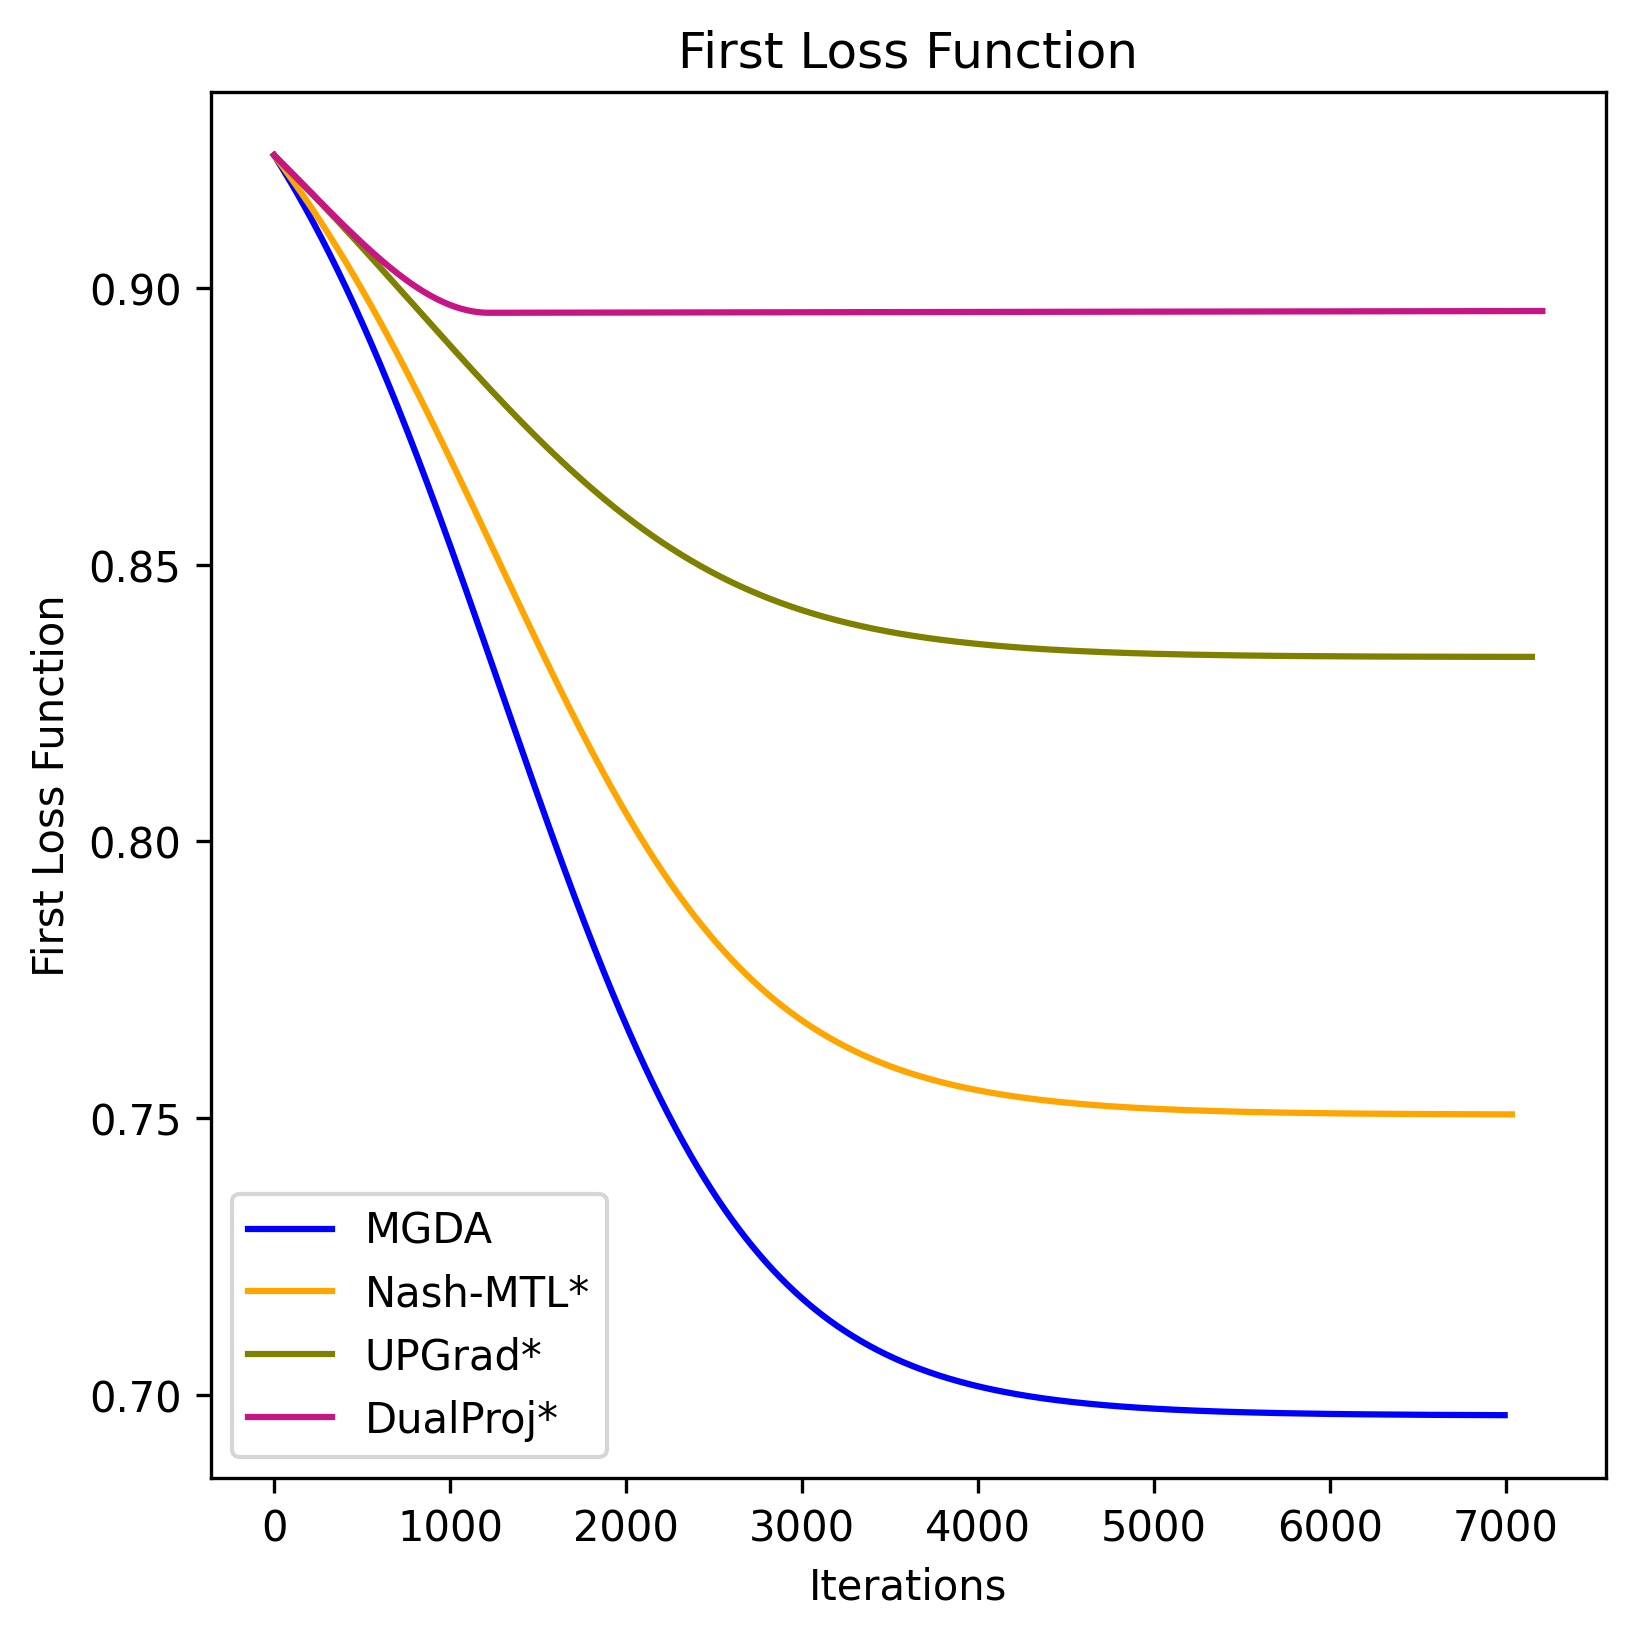 First Loss Function
First Loss Function
0.90
0.85
0.80
0.75
0.70
MGDA
Nash-MTL*
UPGrad*
DualProj*
0 1000 2000 3000 4000 5000 6000 7000
Iterations